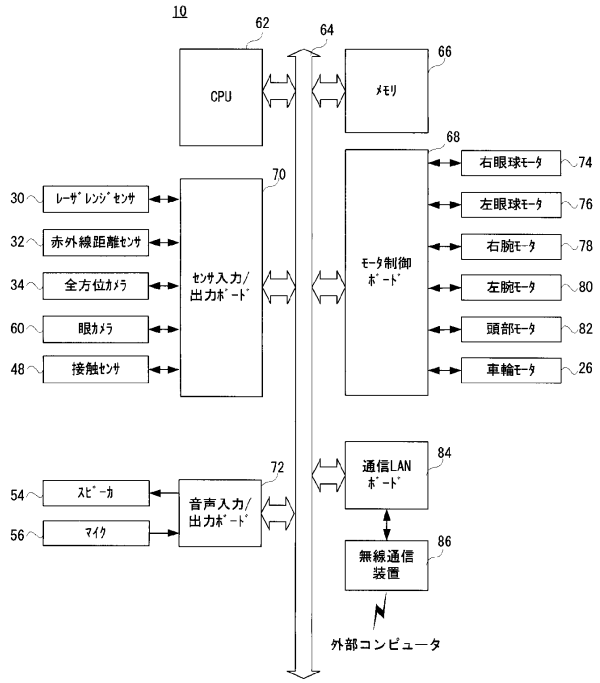 10
62
64
66
CPU
メモリ
68
70
30
レーザレンジセンサ
32
赤外線距離センサ
34
全方位カメラ
60
眼カメラ
48
接触センサ
センサ入力/
出力ボード
モータ制御
ボード
右眼球モータ
74
左眼球モータ
76
右腕モータ
78
左腕モータ
80
頭部モータ
82
車輪モータ
26
72
54
スピーカ
56
マイク
音声入力/
出力ボード
84
通信LAN
ボード
86
無線通信
装置
外部コンピュータ